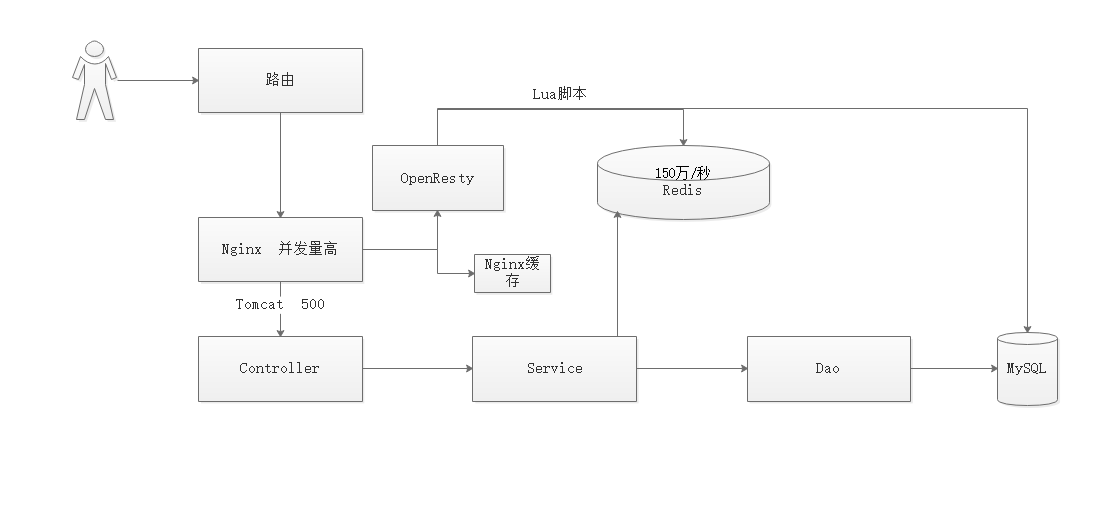 路由
Lua脚本
OpenResty
150万/秒
Redis
Nginx 并发量高
Nginx缓
存
Tomcat 500
Controller
Service
Dao
MySQL